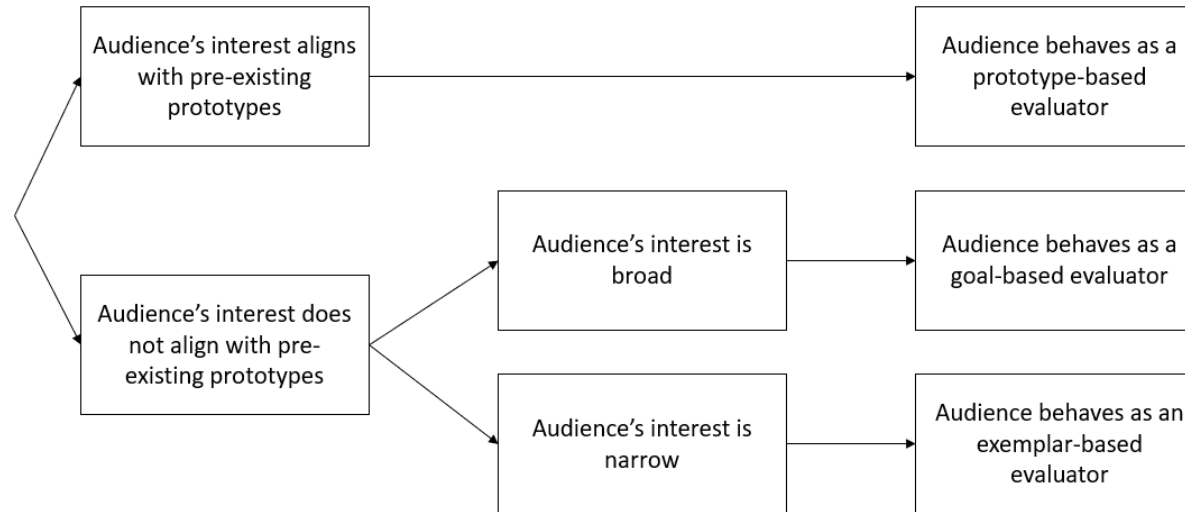 Audience’s interest aligns
with pre-existing
prototypes
Audience behaves as a
prototype-based
evaluator
Audience’s interest is
broad
Audience behaves as a
goal-based evaluator
Audience’s interest does
not align with pre-
existing prototypes
Audience’s interest is
narrow
Audience behaves as an
exemplar-based
evaluator